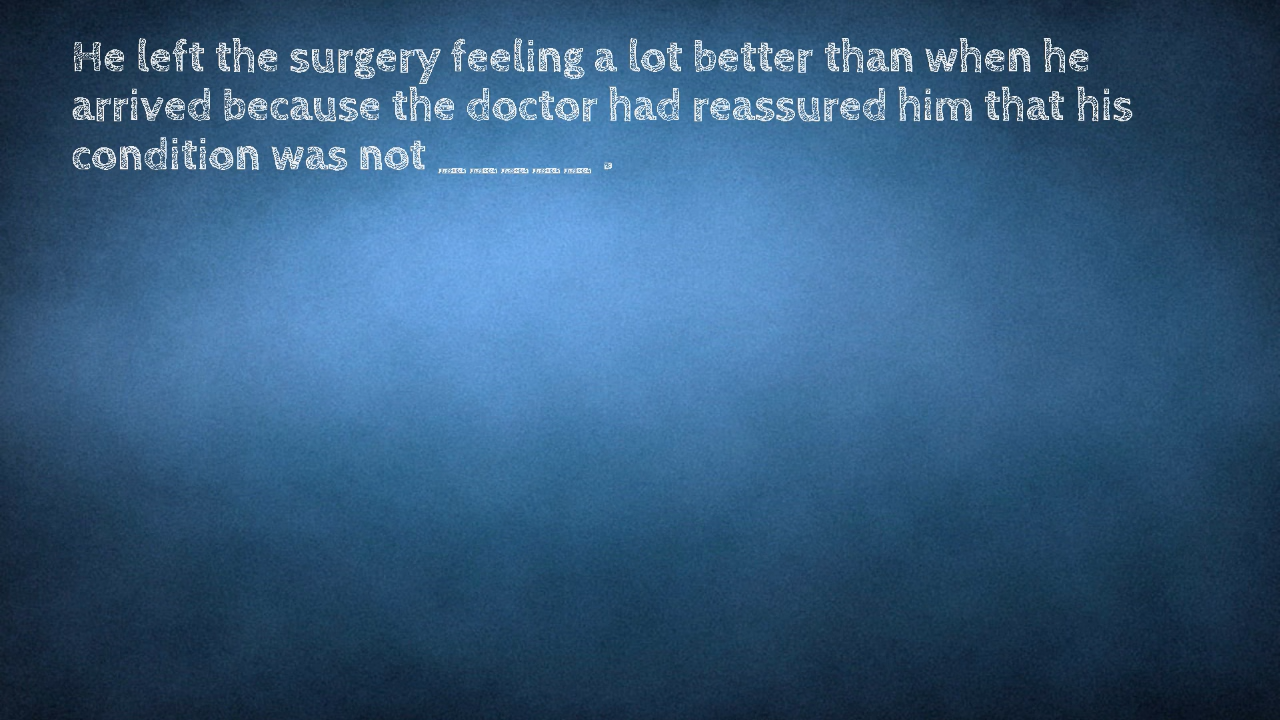 He left the surgery feeling a lot better than when he
arrived because the doctor had reassured him that his
condition was not _____ .